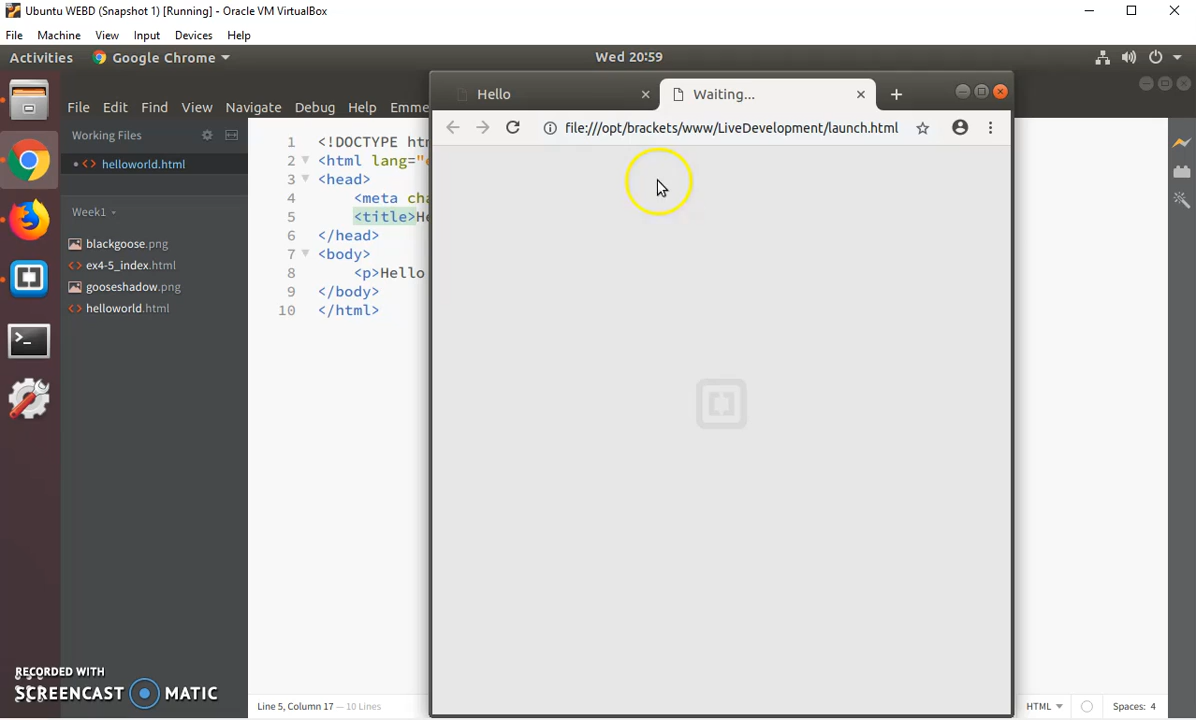 Ubuntu WEBD (Snapshot 1) [Running] - Oracle VM VirtualBox
File Machine View Input Devices Help
Activities Google Chrome Wed 20:59
File Edit Find View Navigate Debug Help Emme
Hello Waiting...
file:///opt/brackets/www/LiveDevelopment/launch.html
Working Files
helloworld.html
Week1
blackgoose.png
ex4-5_index.html
gooseshadow.png
helloworld.html
1 <!DOCTYPE htm
2 <html lang="
3 <head>
4 <meta cha
5 <title>He
6 </head>
7 <body>
8 <p>Hello
9 </body>
10 </html>
RECORDED WITH
SCREENCAST MATIC
Line 5, Column 17 — 10 Lines
HTML Spaces: 4